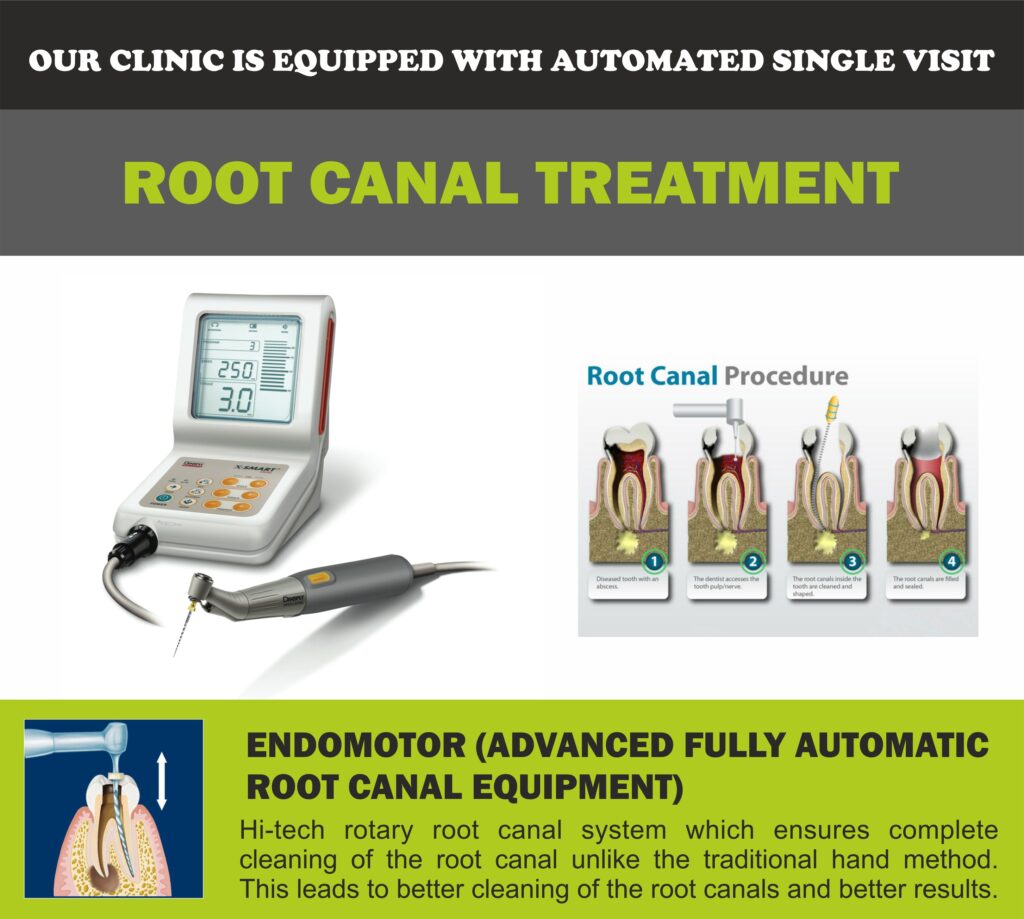 OUR CLINIC IS EQUIPPED WITH AUTOMATED SINGLE VISIT
ROOT CANAL TREATMENT
3
250
3.0
X-SMART
DENTSPLY
Root Canal Procedure
1
2
3
4
Diseased tooth with an
abscess.
The dentist accesses the
tooth pulp/nerve.
The root canals inside the
tooth are cleaned and
shaped.
The root canals are filled
and sealed.
ENDOMOTOR (ADVANCED FULLY AUTOMATIC
ROOT CANAL EQUIPMENT)
Hi-tech rotary root canal system which ensures complete
cleaning of the root canal unlike the traditional hand method.
This leads to better cleaning of the root canals and better results.